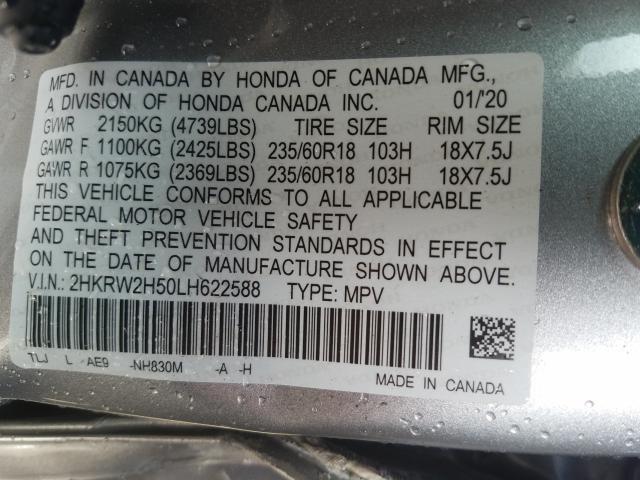 MFD. IN CANADA BY HONDA OF CANADA MFG.,
A DIVISION OF HONDA CANADA INC. 01/'20
GVWR 2150KG (4739LBS) TIRE SIZE RIM SIZE
GAWR F 1100KG (2425LBS) 235/60R18 103H 18X7.5J
GAWR R 1075KG (2369LBS) 235/60R18 103H 18X7.5J
THIS VEHICLE CONFORMS TO ALL APPLICABLE
FEDERAL MOTOR VEHICLE SAFETY
AND THEFT PREVENTION STANDARDS IN EFFECT
ON THE DATE OF MANUFACTURE SHOWN ABOVE.
V.I.N.: 2HKRW2H50LH622588 TYPE: MPV
L AE9 -NH830M -A -H
MADE IN CANADA